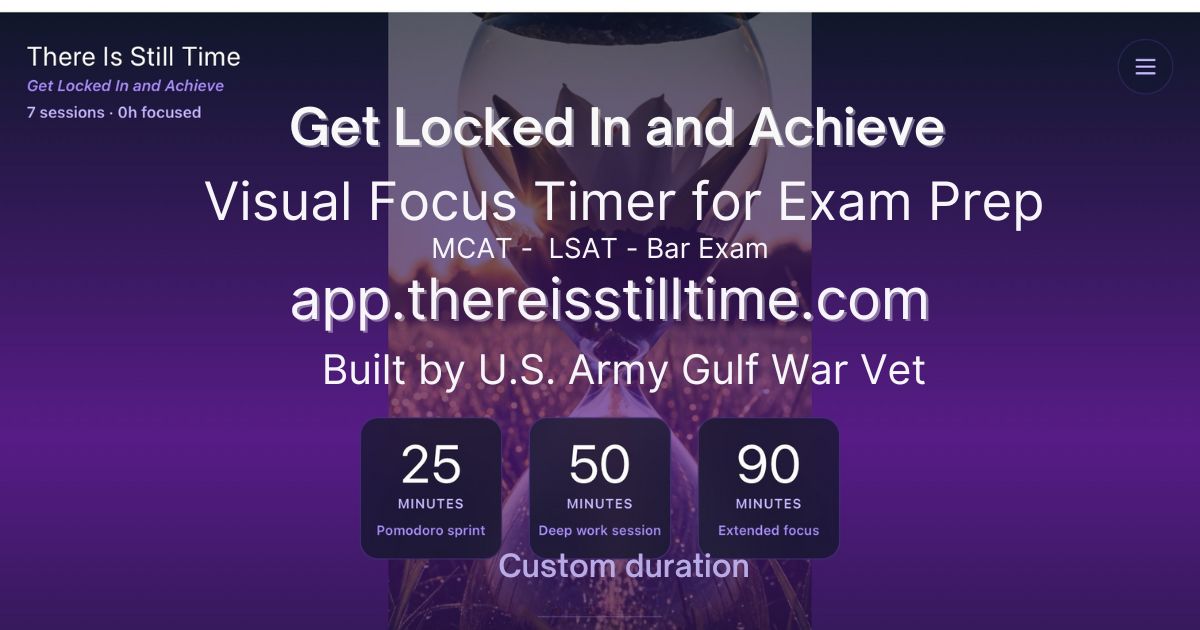 There Is Still Time
Get Locked In and Achieve
7 sessions · 0h focused
Get Locked In and Achieve
Visual Focus Timer for Exam Prep
MCAT - LSAT - Bar Exam
app.thereisstilltime.com
Built by U.S. Army Gulf War Vet
25
MINUTES
Pomodoro sprint
50
MINUTES
Deep work session
90
MINUTES
Extended focus
Custom duration